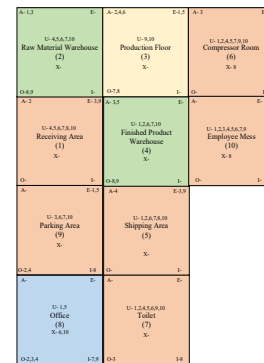 A- 1,3 E-
U- 4,5,6,7,10
Raw Material Warehouse
(2)
X-
O-8,9 I-
A- 2,4,6 E-1,5
U- 9,10
Production Floor
(3)
X-
O-7,8 I-
A- 3 E
U- 1,2,4,5,7,9,10
Compressor Room
(6)
X- 8
O- I-
A- 2 E- 3,9
U- 4,5,6,7,8,10
Receiving Area
(1)
X-
O- I-
A- 3,5 E-
U- 1,2,6,7,10
Finished Product
Warehouse
(4)
X-
O-8,9 I-
A- E-
U- 1,2,3,4,5,6,7,9
Employee Mess
(10)
X- 8
O- I-
A- E-1,5
U- 3,6,7,10
Parking Area
(9)
X-
O-2,4 I-8
A-4 E-3,9
U- 1,2,6,7,8,10
Shipping Area
(5)
X-
O- I-
A- E-
U- 1,5
Office
(8)
X- 6,10
O-2,3,4 I-7,9
A- E-
U- 1,2,4,5,6,9,10
Toilet
(7)
X-
O-3 I-8